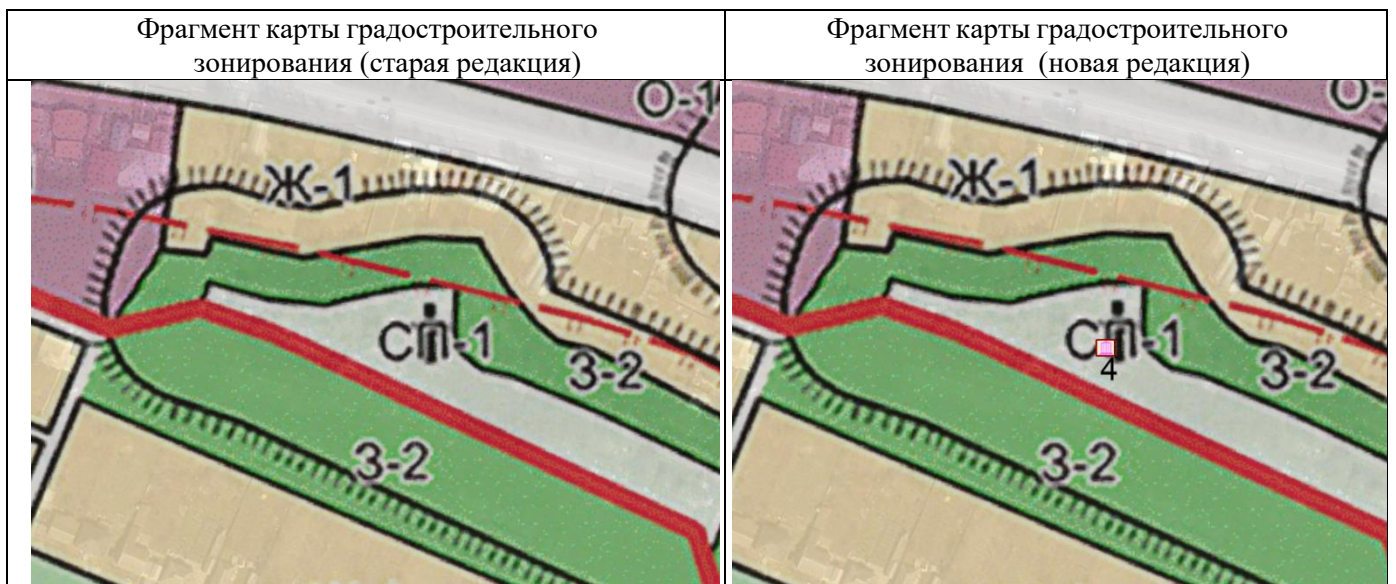 Фрагмент карты градостроительного
зонирования (старая редакция)
Фрагмент карты градостроительного
зонирования (новая редакция)
О-1
Ж-1
СП-1
З-2
З-2
О-
Ж-1
СП-1
4
З-2
З-2